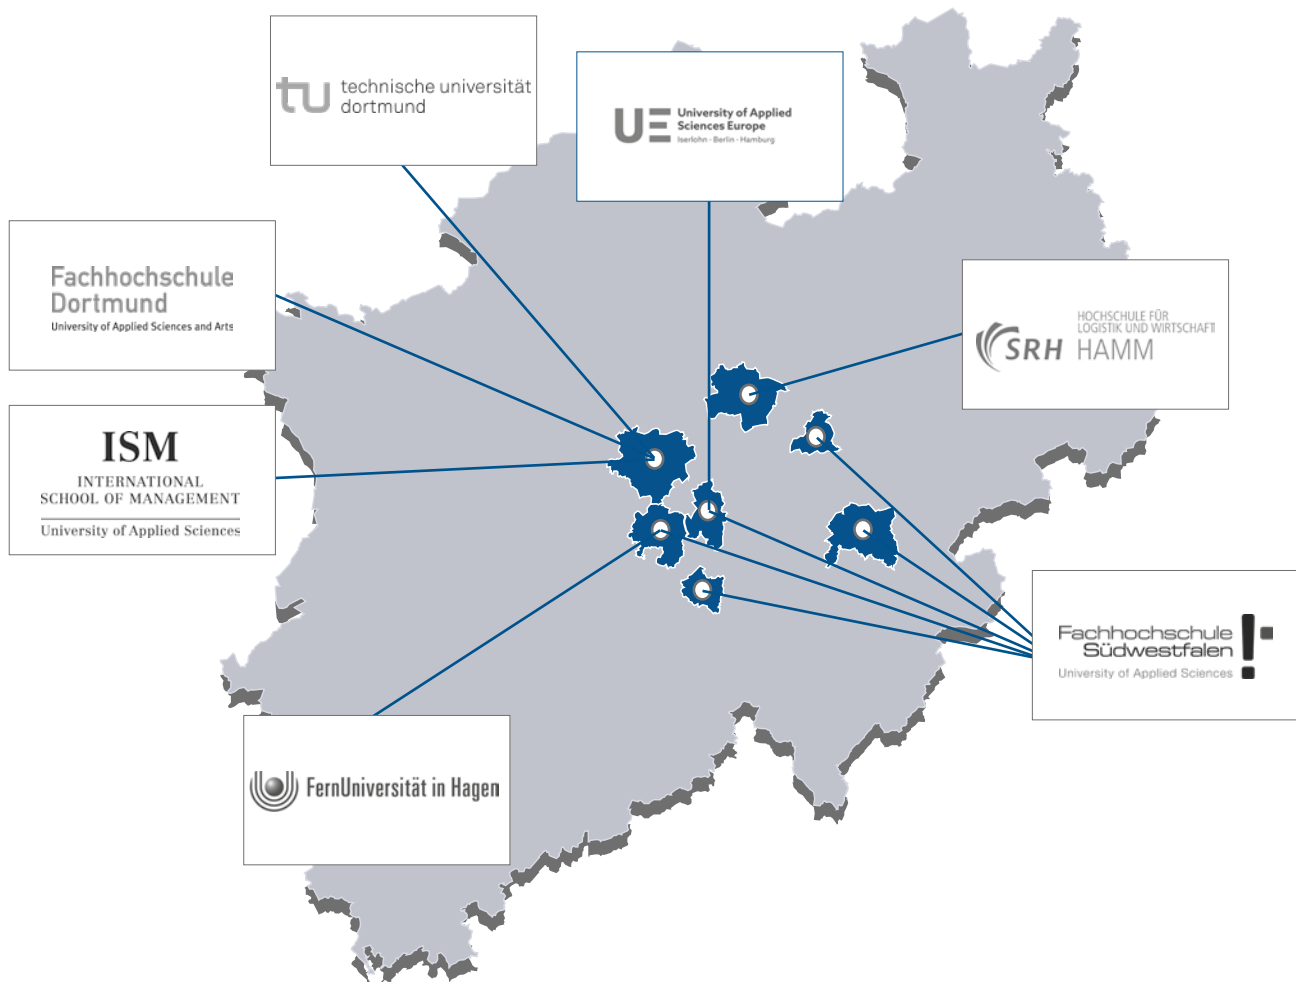 tu technische universität
dortmund
UE University of Applied
Sciences Europe
Iserlohn - Berlin - Hamburg
Fachhochschule
Dortmund
University of Applied Sciences and Arts
SRH HOCHSCHULE FÜR
LOGISTIK UND WIRTSCHAFT
HAMM
ISM
INTERNATIONAL
SCHOOL OF MANAGEMENT
University of Applied Sciences
Fachhochschule
Südwestfalen
University of Applied Sciences
FernUniversität in Hagen